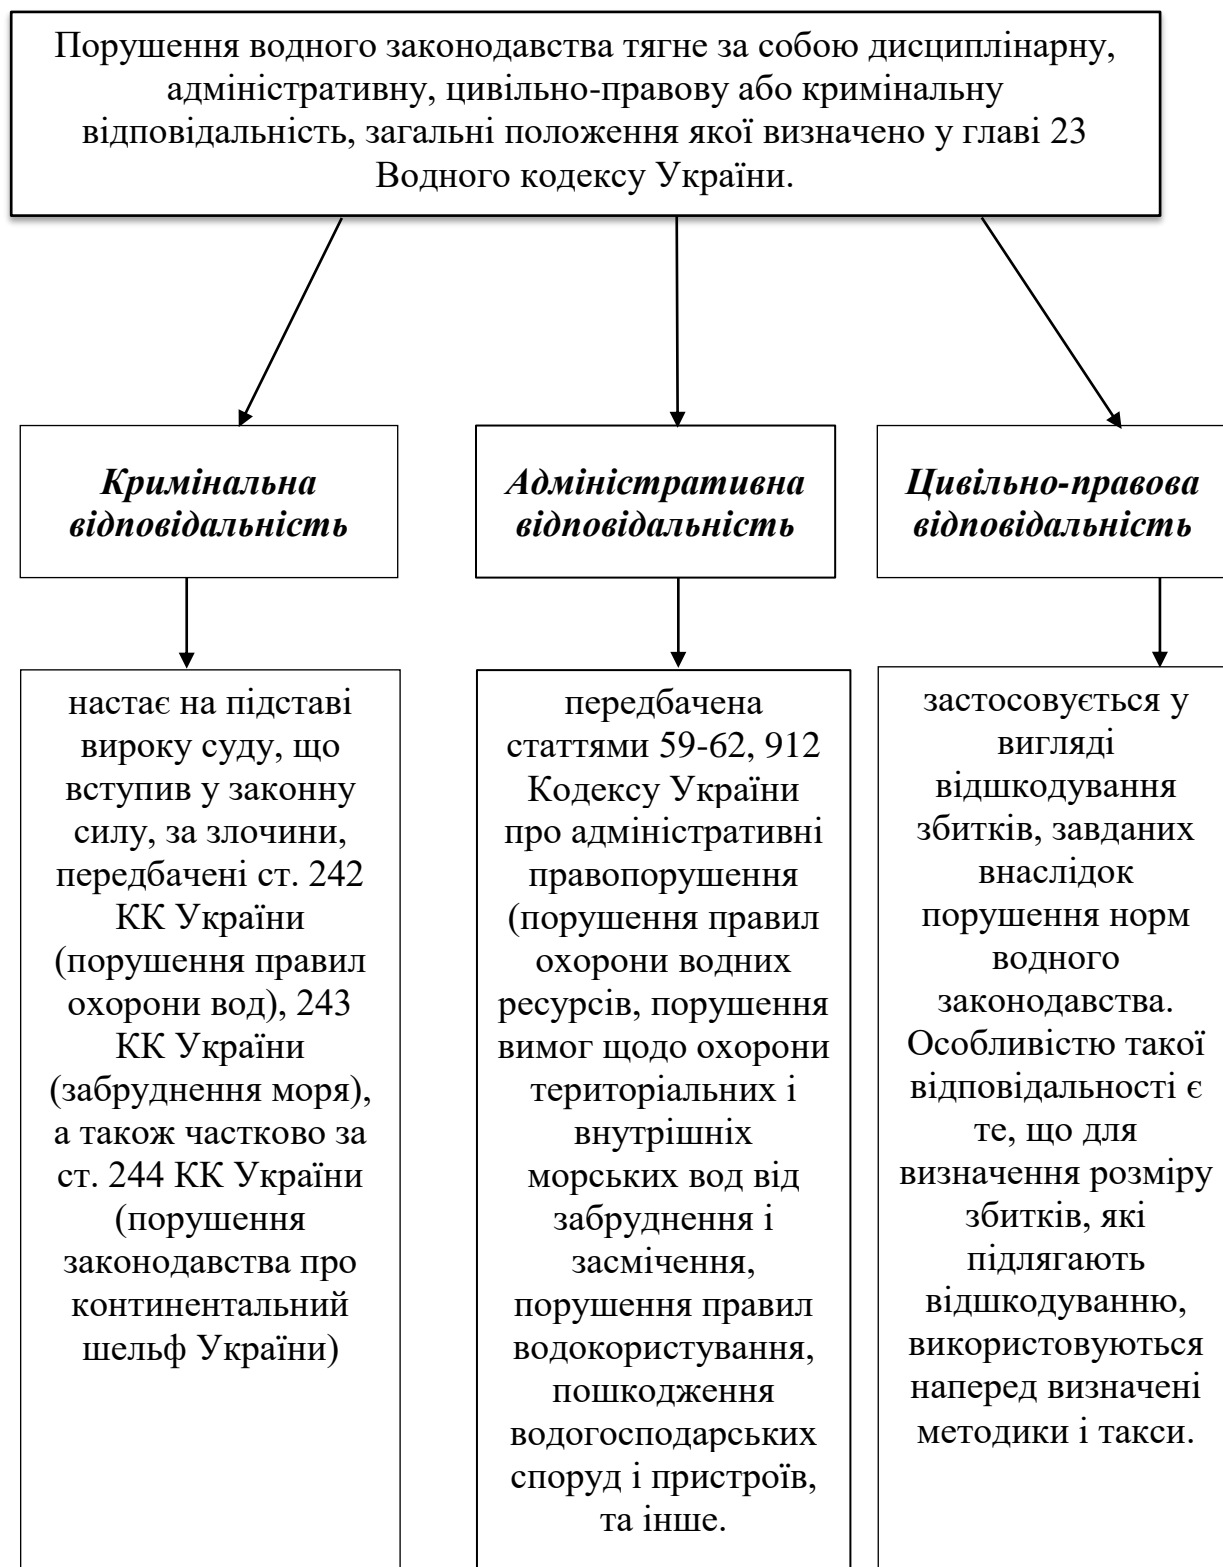 Порушення водного законодавства тягне за собою дисциплінарну,
адміністративну, цивільно-правову або кримінальну
відповідальність, загальні положення якої визначено у главі 23
Водного кодексу України.
Кримінальна
відповідальність
Адміністративна
відповідальність
Цивільно-правова
відповідальність
настає на підставі
вироку суду, що
вступив у законну
силу, за злочини,
передбачені ст. 242
КК України
(порушення правил
охорони вод), 243
КК України
(забруднення моря),
а також частково за
ст. 244 КК України
(порушення
законодавства про
континентальний
шельф України)
передбачена
статтями 59-62, 912
Кодексу України
про адміністративні
правопорушення
(порушення правил
охорони водних
ресурсів, порушення
вимог щодо охорони
територіальних і
внутрішніх
морських вод від
забруднення і
засмічення,
порушення правил
водокористування,
пошкодження
водогосподарських
споруд і пристроїв,
та інше.
застосовується у
вигляді
відшкодування
збитків, завданих
внаслідок
порушення норм
водного
законодавства.
Особливістю такої
відповідальності є
те, що для
визначення розміру
збитків, які
підлягають
відшкодуванню,
використовуються
наперед визначені
методики і такси.